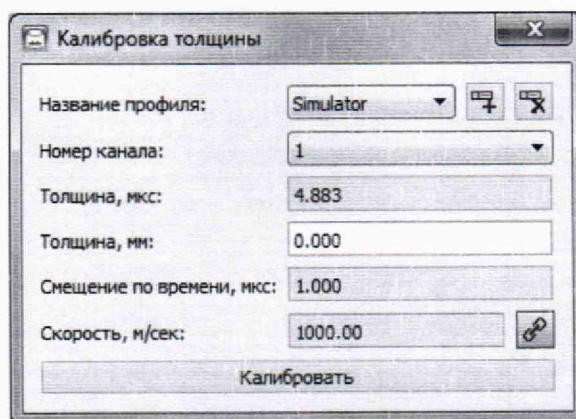 Калибровка толщины
Название профиля: Simulator
Номер канала: 1
Толщина, мкс: 4.883
Толщина, мм: 0.000
Смещение по времени, мкс: 1.000
Скорость, м/сек: 1000.00
Калибровать